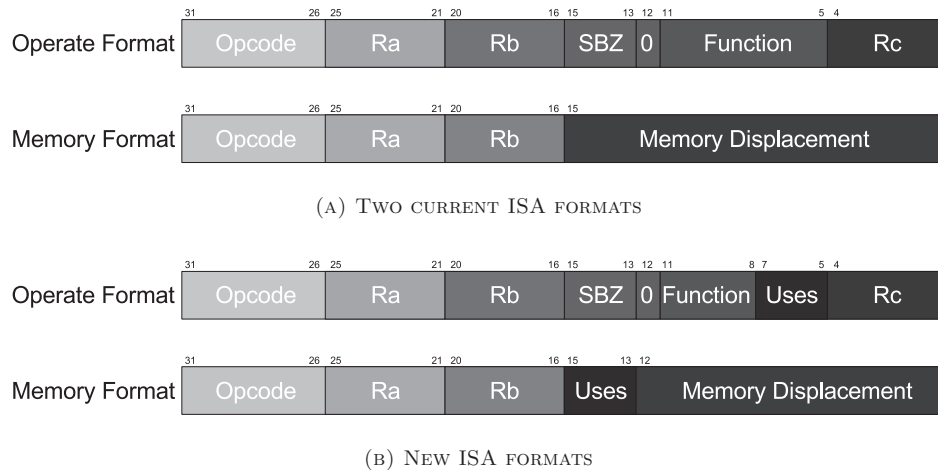 31 26 25 21 20 16 15 13 12 11 5 4
Operate Format Opcode Ra Rb SBZ 0 Function Rc
31 26 25 21 20 16 15
Memory Format Opcode Ra Rb Memory Displacement
(A) TWO CURRENT ISA FORMATS
31 26 25 21 20 16 15 13 12 11 8 7 5 4
Operate Format Opcode Ra Rb SBZ 0 Function Uses Rc
31 26 25 21 20 16 15 13 12
Memory Format Opcode Ra Rb Uses Memory Displacement
(B) NEW ISA FORMATS